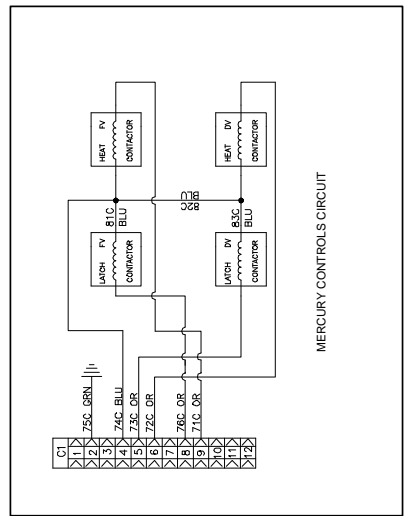 HEAT FV
CONTACTOR
HEAT DV
CONTACTOR
81C
BLU
82C
BLU
83C
BLU
LATCH FV
CONTACTOR
LATCH DV
CONTACTOR
75C GRN
74C BLU
73C OR
72C OR
76C OR
71C OR
C1
1
2
3
4
5
6
7
8
9
10
11
12
MERCURY CONTROLS CIRCUIT